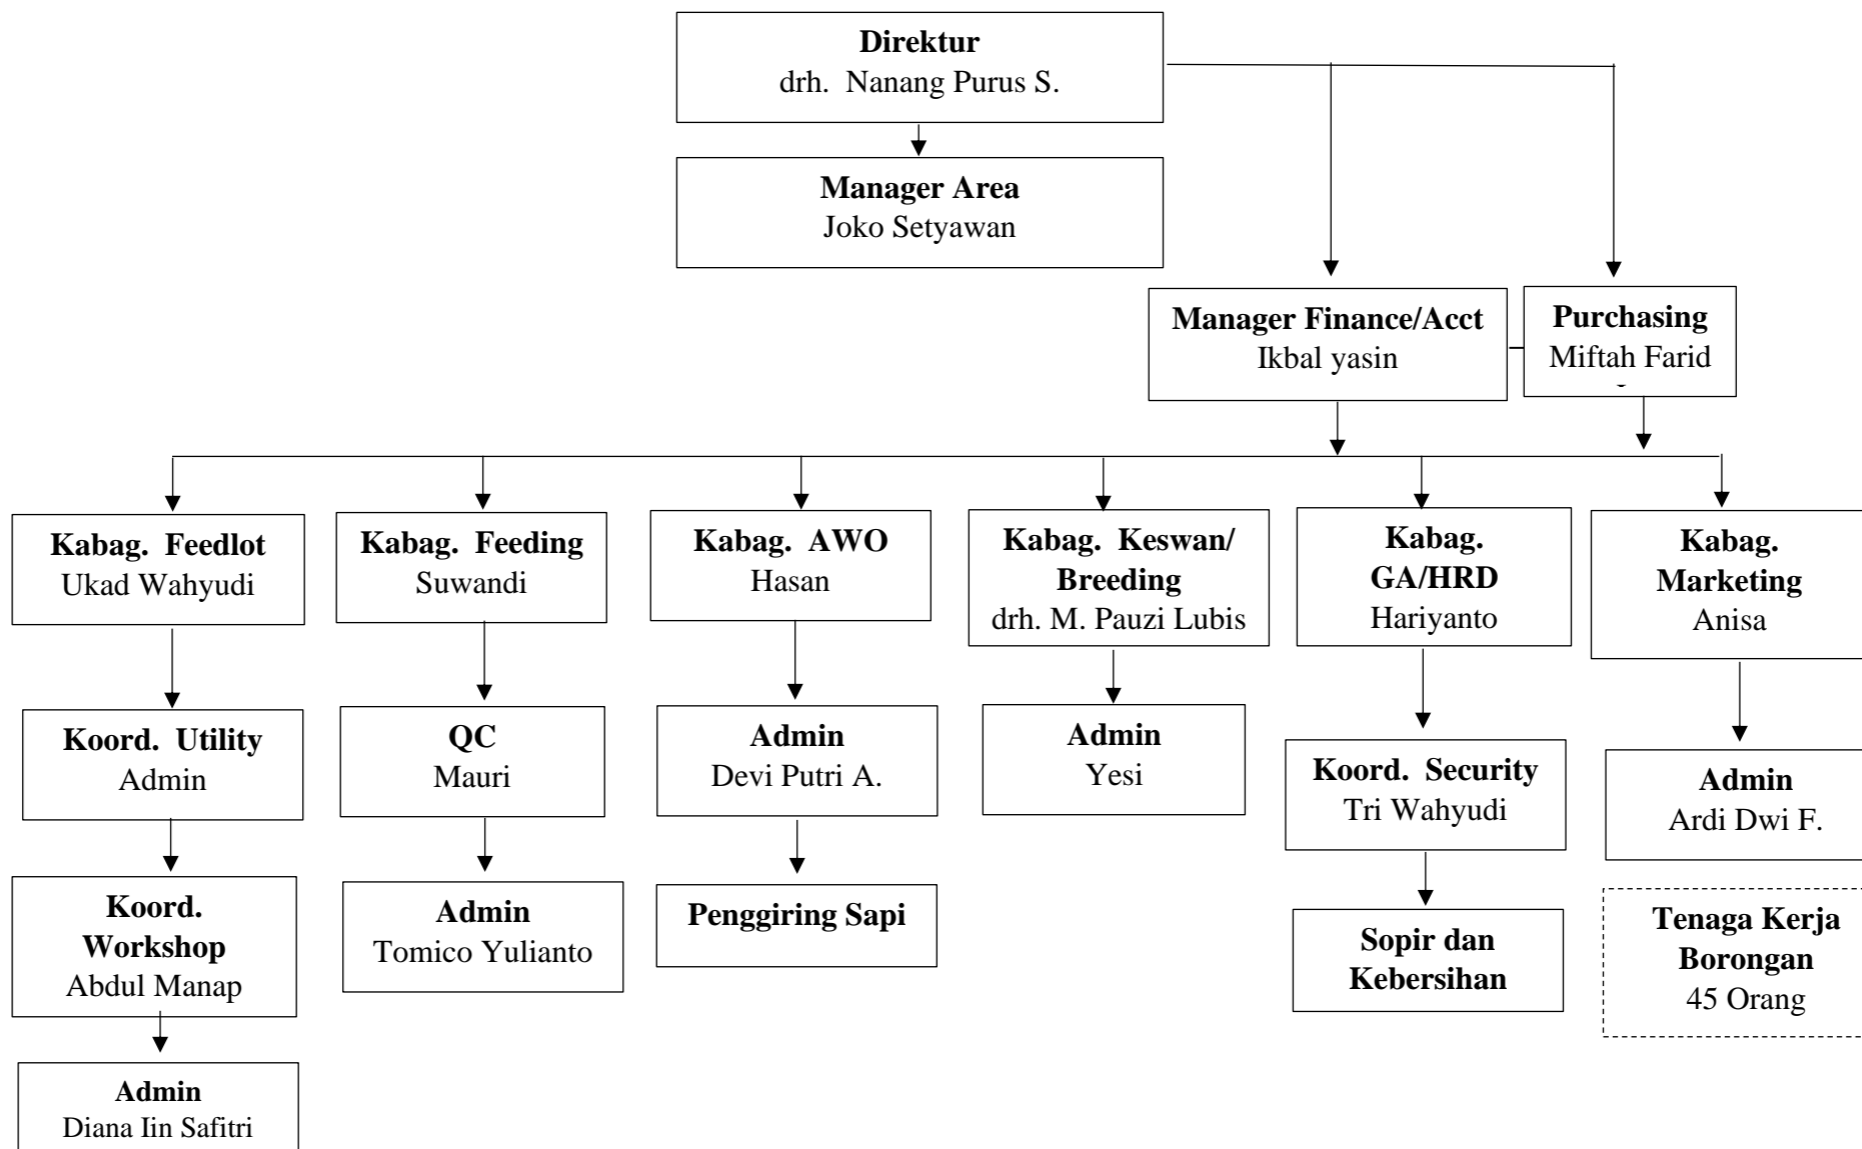 Direktur
drh. Nanang Purus S.
Manager Area
Joko Setyawan
Manager Finance/Acct
Ikbal yasin
Purchasing
Miftah Farid
Kabag. Feedlot
Ukad Wahyudi
Kabag. Feeding
Suwandi
Kabag. AWO
Hasan
Kabag. Keswan/
Breeding
drh. M. Pauzi Lubis
Kabag.
GA/HRD
Hariyanto
Kabag.
Marketing
Anisa
Koord. Utility
Admin
QC
Mauri
Admin
Devi Putri A.
Admin
Yesi
Koord. Security
Tri Wahyudi
Admin
Ardi Dwi F.
Koord.
Workshop
Abdul Manap
Admin
Tomico Yulianto
Penggiring Sapi
Sopir dan
Kebersihan
Tenaga Kerja
Borongan
45 Orang
Admin
Diana Iin Safitri